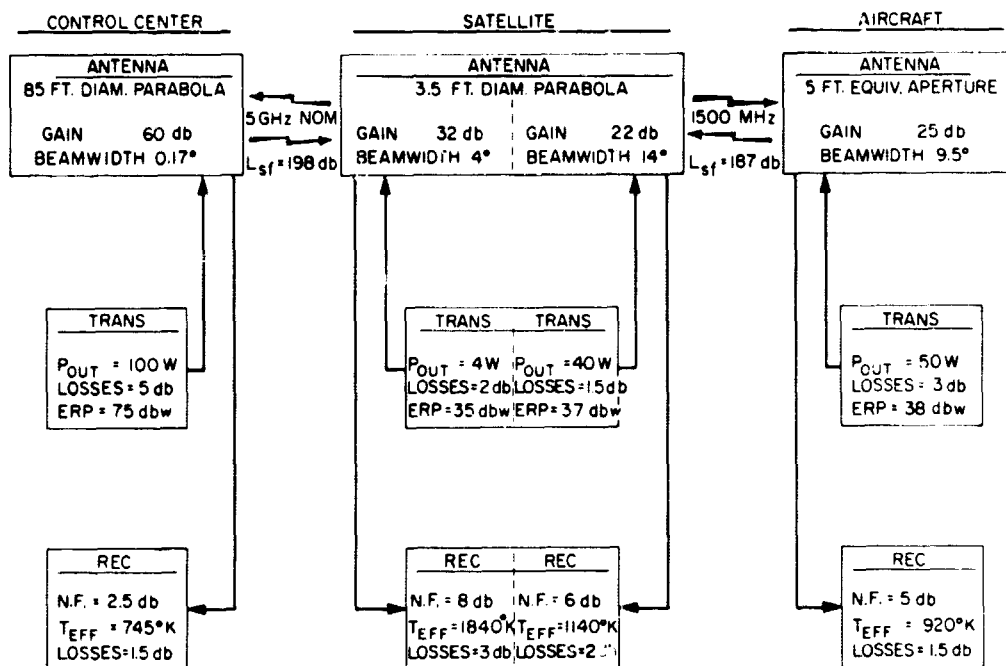 CONTROL CENTER
SATELLITE
AIRCRAFT
ANTENNA
85 FT. DIAM. PARABOLA
GAIN 60 db
BEAMWIDTH 0.17°
5 GHz NOM
Lsf = 198 db
ANTENNA
3.5 FT. DIAM. PARABOLA
GAIN 32 db
BEAMWIDTH 4°
GAIN 22 db
BEAMWIDTH 14°
1500 MHz
Lsf = 187 db
ANTENNA
5 FT. EQUIV. APERTURE
GAIN 25 db
BEAMWIDTH 9.5°
TRANS
POUT = 100 W
LOSSES = 5 db
ERP = 75 dbw
TRANS
POUT = 4W
LOSSES = 2 db
ERP = 35 dbw
TRANS
POUT = 40 W
LOSSES = 1.5 db
ERP = 37 dbw
TRANS
POUT = 50 W
LOSSES = 3 db
ERP = 38 dbw
REC
N.F. = 2.5 db
TEFF = 745°K
LOSSES = 1.5 db
REC
N.F. = 8 db
TEFF = 1840°K
LOSSES = 3 db
REC
N.F. = 6 db
TEFF = 1140°K
LOSSES = 2
REC
N.F. = 5 db
TEFF = 920°K
LOSSES = 1.5 db